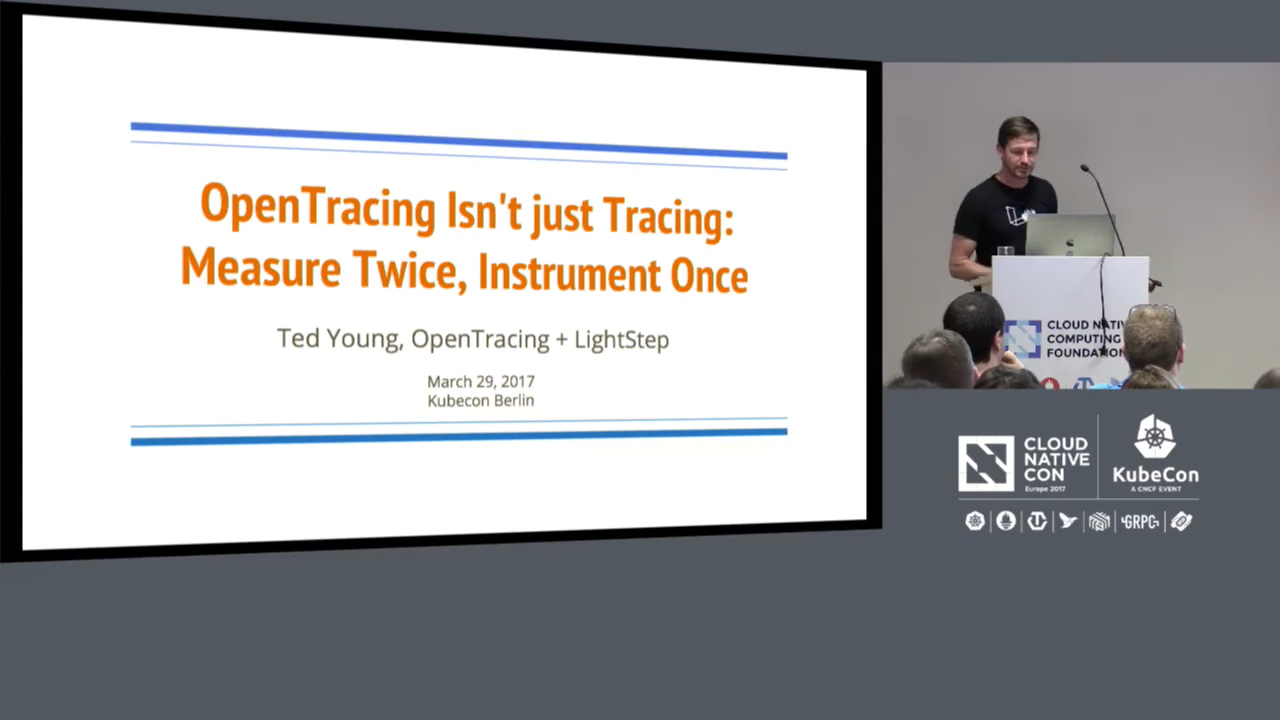 OpenTracing Isn't just Tracing:
Measure Twice, Instrument Once
Ted Young, OpenTracing + LightStep
March 29, 2017
Kubecon Berlin
CLOUD NATIV
COMPUTING
FOUNDATION
CLOUD
NATIVE
CON
Europe 2017
KubeCon
A CNCF EVENT
GRPC